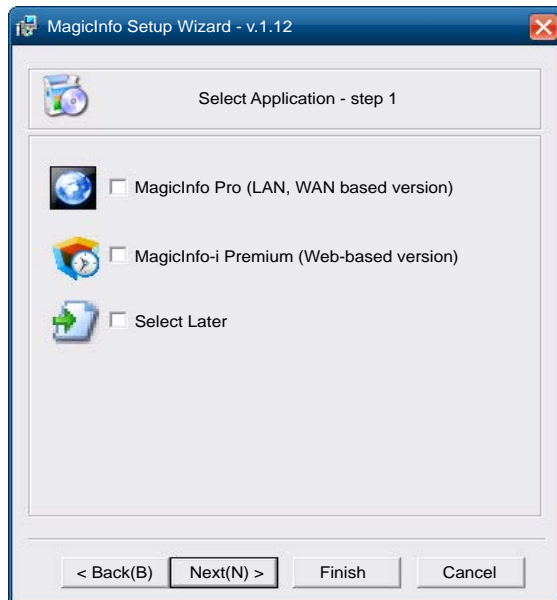 MagicInfo Setup Wizard - v.1.12
Select Application - step 1
MagicInfo Pro (LAN, WAN based version)
MagicInfo-i Premium (Web-based version)
Select Later
< Back(B) Next(N) > Finish Cancel